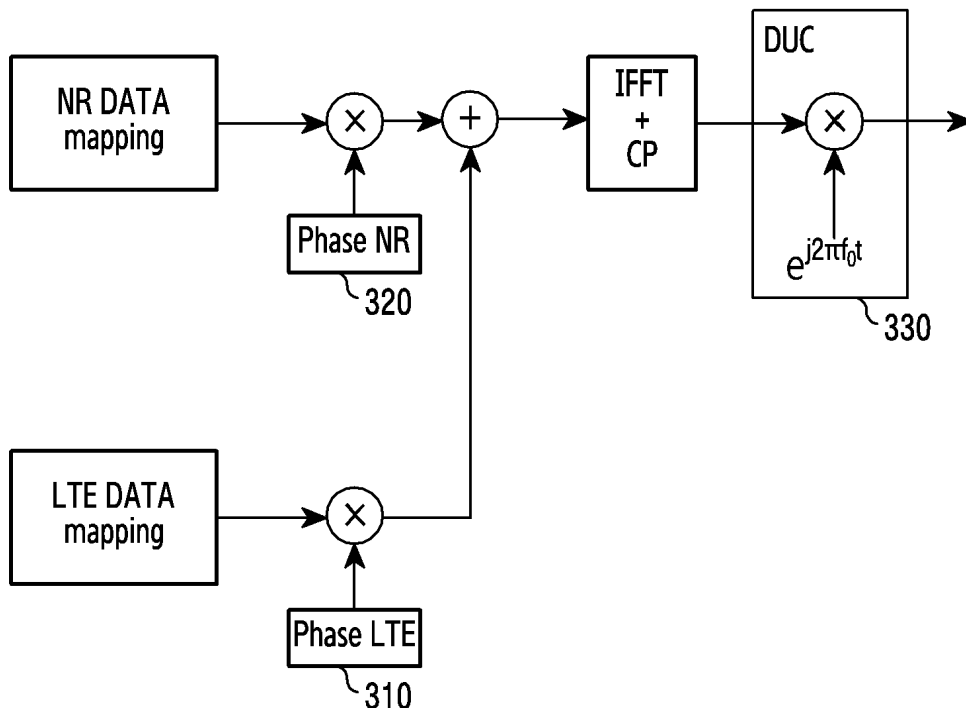 NR DATA
mapping
×
+
Phase NR
320
IFFT
+
CP
DUC
×
e^{j2πf₀t}
330
LTE DATA
mapping
×
Phase LTE
310